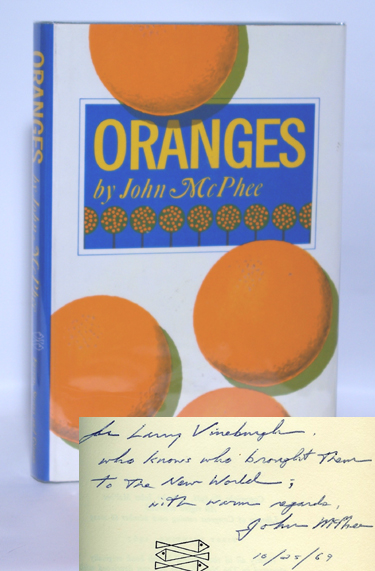 ORANGES
by John McPhee
ORANGES
by John McPhee
for Larry Vineburgh,
who knows who brought them
to the New World;
with warm regards,
John McPhee
10/25/69